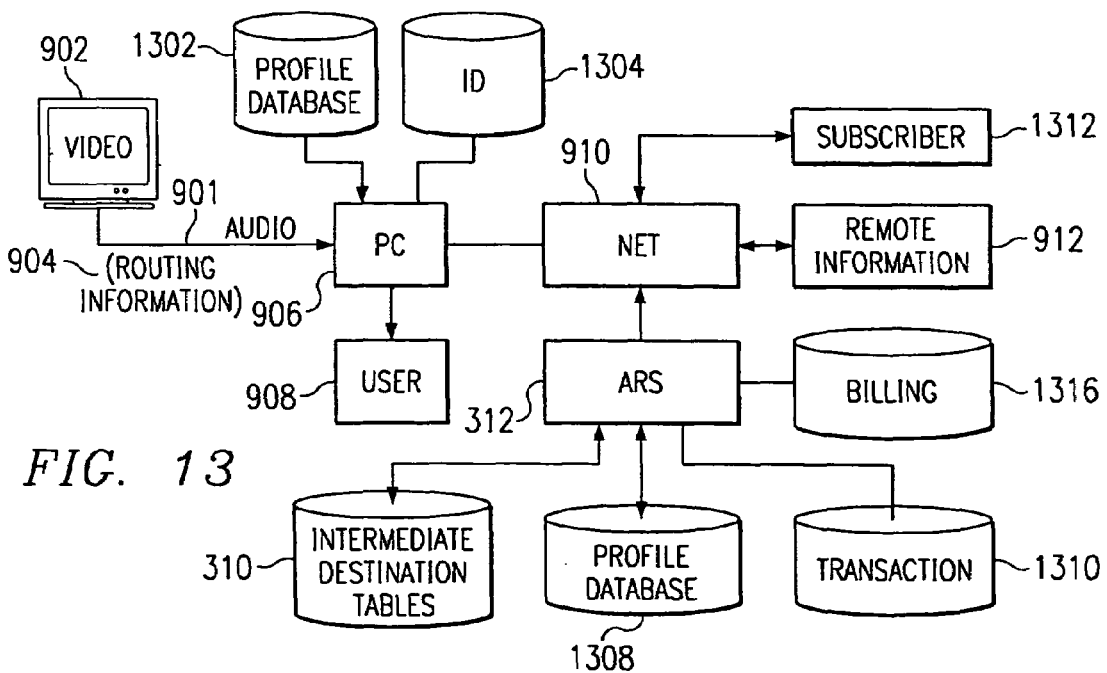 902
VIDEO
1302
PROFILE
DATABASE
ID
1304
901
AUDIO
904
(ROUTING
INFORMATION)
PC
906
910
NET
SUBSCRIBER
1312
REMOTE
INFORMATION
912
USER
908
ARS
312
BILLING
1316
FIG. 13
310
INTERMEDIATE
DESTINATION
TABLES
PROFILE
DATABASE
1308
TRANSACTION
1310